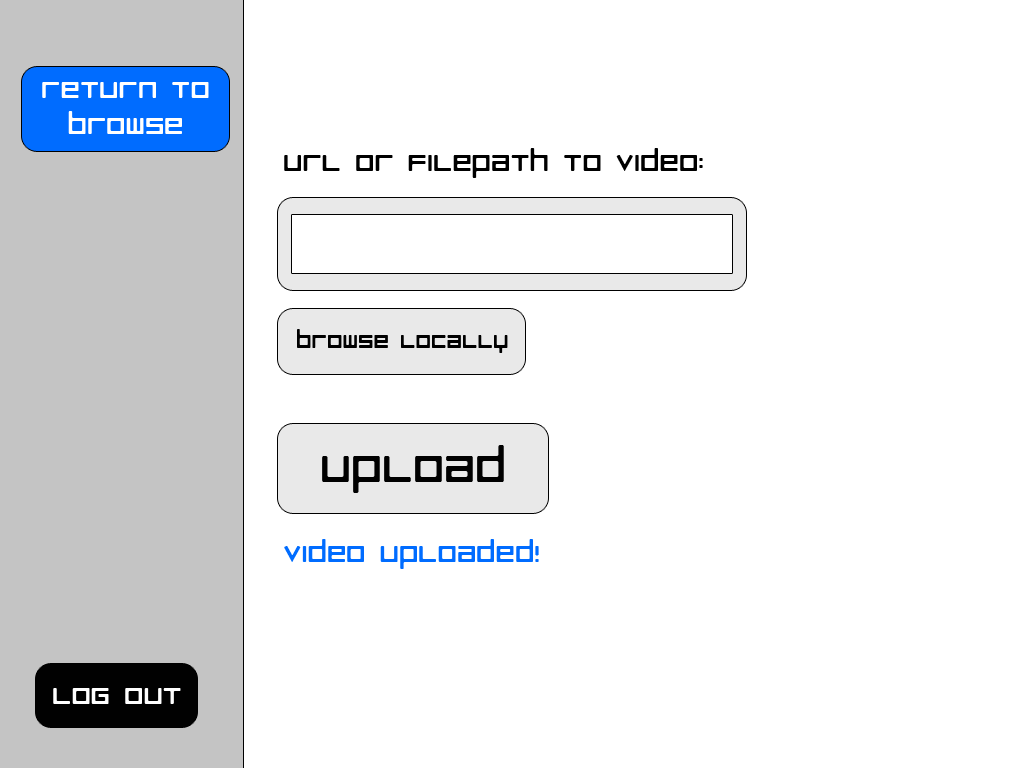 return to
browse
url or filepath to video:
browse locally
upload
video uploaded!
LOG OUT